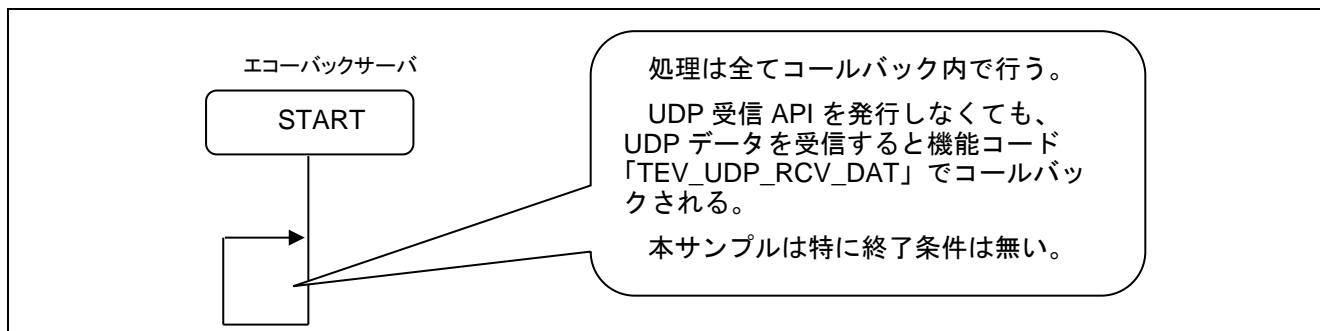 エコーバックサーバ
START
処理は全てコールバック内で行う。
UDP 受信 API を発行しなくても、
UDP データを受信すると機能コード
「TEV_UDP_RCV_DAT」でコールバッ
クされる。
本サンプルは特に終了条件は無い。